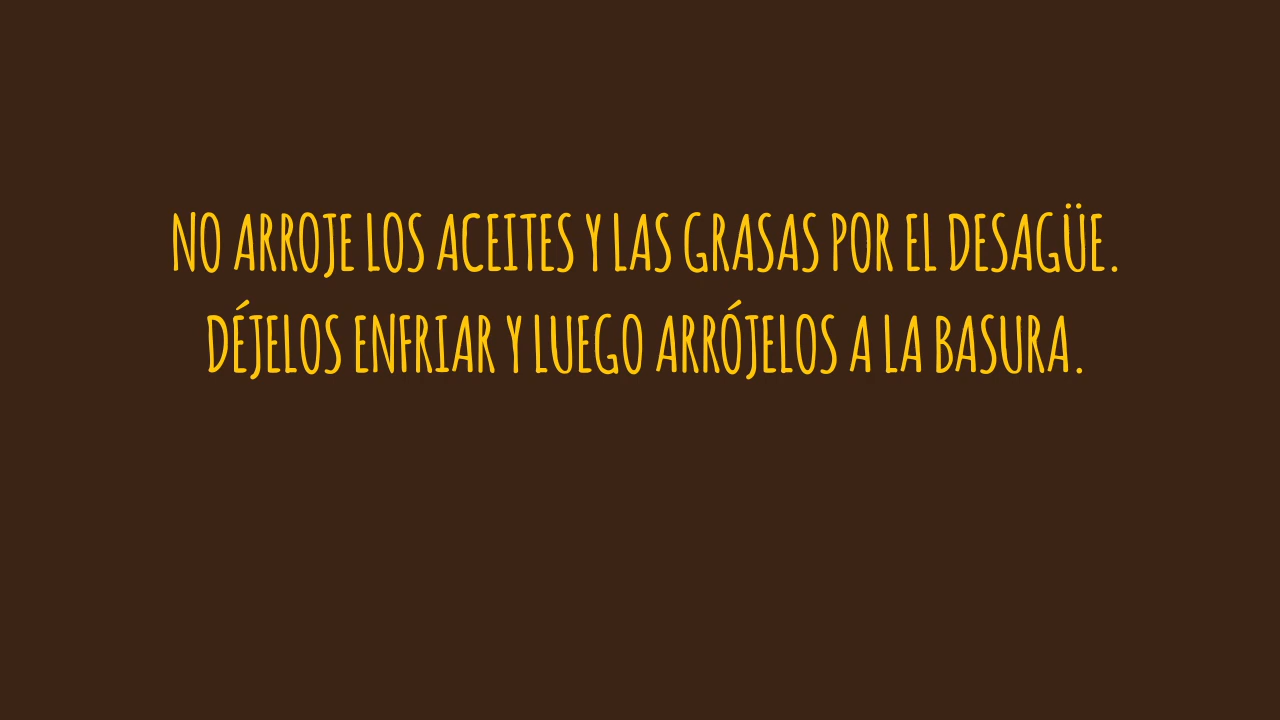 NO ARROJE LOS ACEITES Y LAS GRASAS POR EL DESAGÜE.
DÉJELOS ENFRIAR Y LUEGO ARRÓJELOS A LA BASURA.